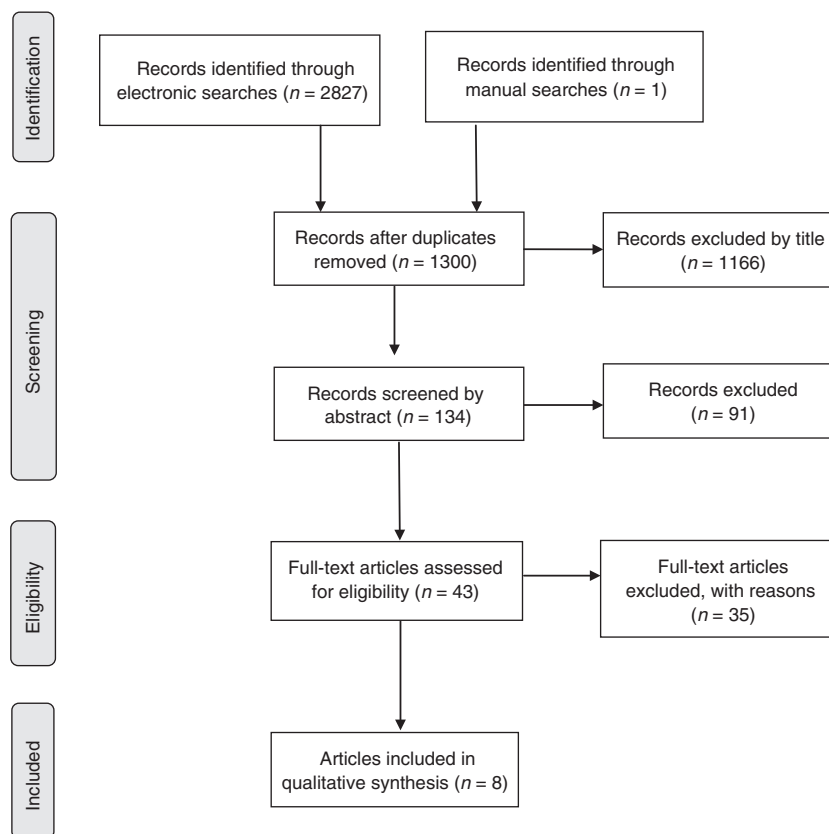 Identification
Records identified through
electronic searches (n = 2827)
Records identified through
manual searches (n = 1)
Screening
Records after duplicates
removed (n = 1300)
Records excluded by title
(n = 1166)
Records screened by
abstract (n = 134)
Records excluded
(n = 91)
Eligibility
Full-text articles assessed
for eligibility (n = 43)
Full-text articles
excluded, with reasons
(n = 35)
Included
Articles included in
qualitative synthesis (n = 8)